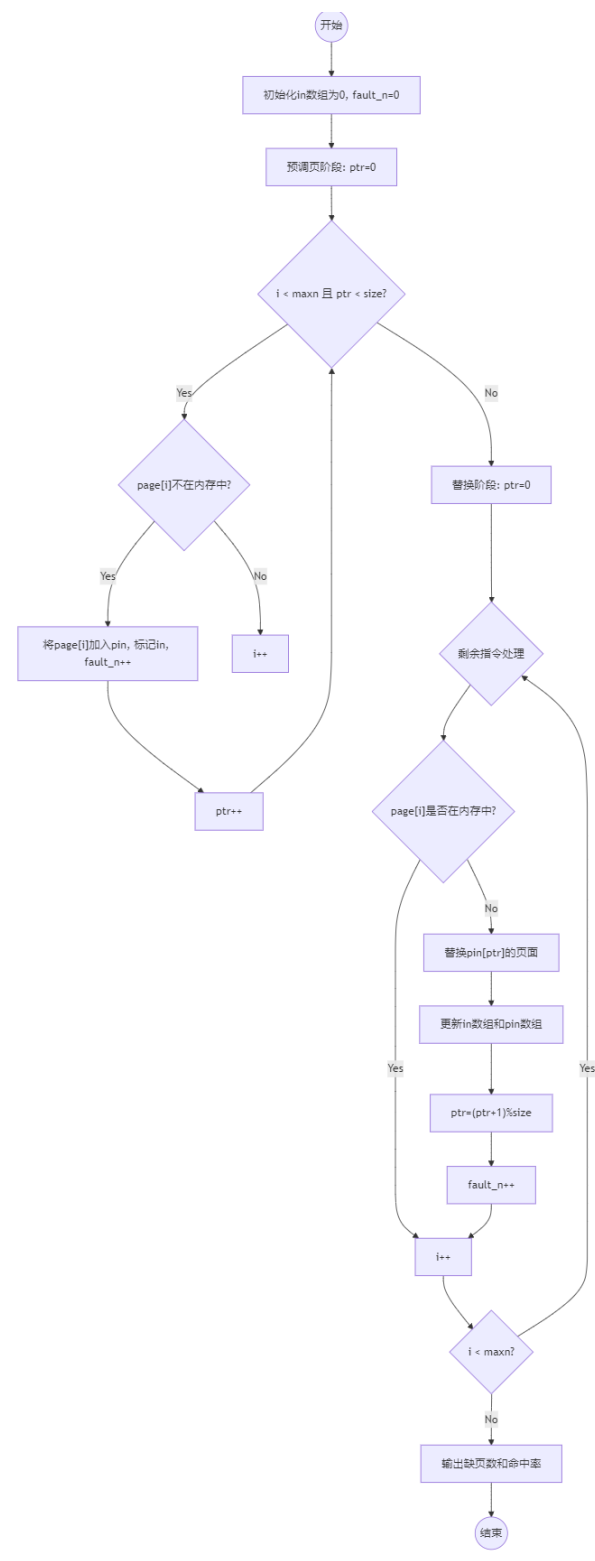 开始
初始化in数组为0, fault_n=0
预调页阶段: ptr=0
i < maxn 且 ptr < size?
Yes
No
page[i]不在内存中?
替换阶段: ptr=0
Yes
No
将page[i]加入pin, 标记in,
fault_n++
i++
剩余指令处理
ptr++
page[i]是否在内存中?
No
替换pin[ptr]的页面
更新in数组和pin数组
Yes
Yes
ptr=(ptr+1)%size
fault_n++
i++
i < maxn?
No
输出缺页数和命中率
结束